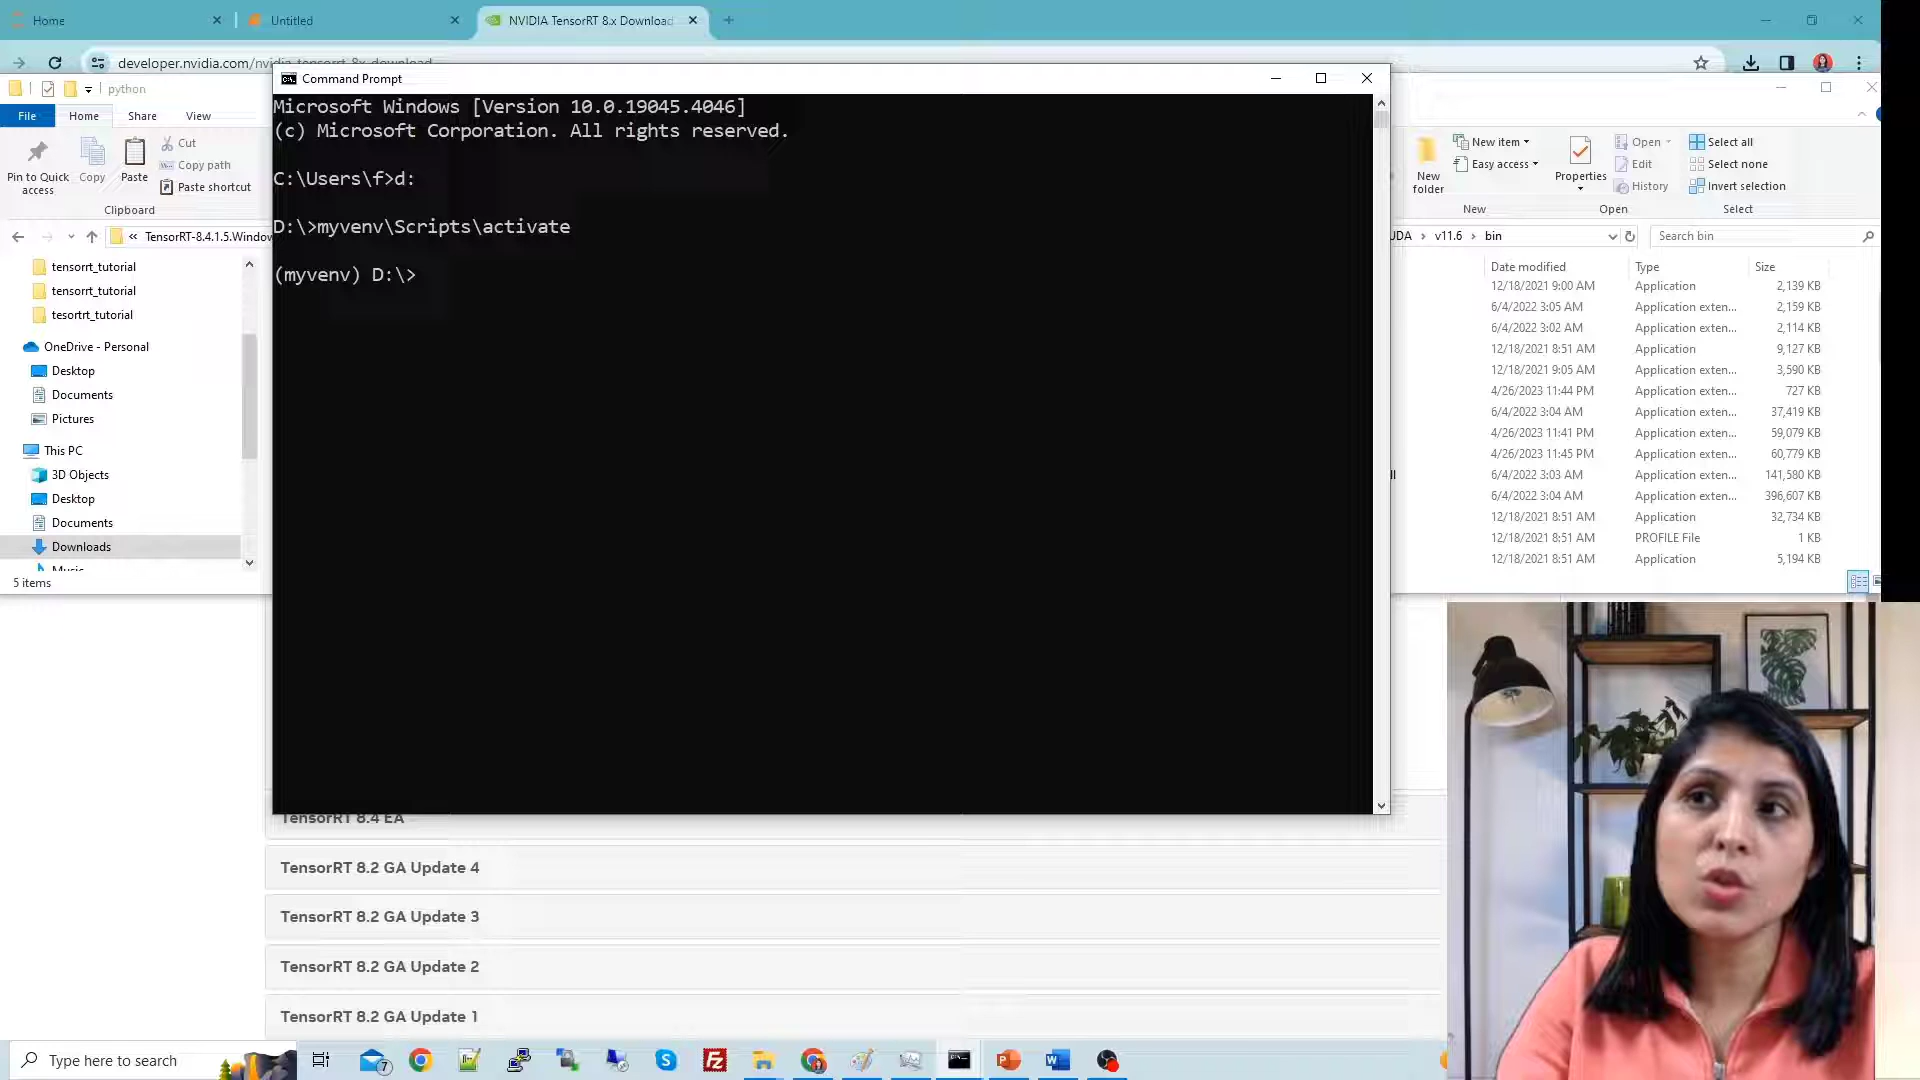 Home
Untitled
NVIDIA TensorRT 8.x Download
developer.nvidia.com/nvidia-tensorrt-8x-download
python
File
Home
Share
View
Pin to Quick
access
Copy
Paste
Cut
Copy path
Paste shortcut
Clipboard
TensorRT-8.4.1.5.Window
tensorrt_tutorial
tensorrt_tutorial
tesortrt_tutorial
OneDrive - Personal
Desktop
Documents
Pictures
This PC
3D Objects
Desktop
Documents
Downloads
Music
5 items
Command Prompt
Microsoft Windows [Version 10.0.19045.4046]
(c) Microsoft Corporation. All rights reserved.
C:\Users\f>d:
D:\>myvenv\Scripts\activate
(myvenv) D:\>
New
folder
New item
Easy access
New
Properties
Open
Edit
History
Open
Select all
Select none
Invert selection
Select
v11.6
bin
Search bin
Date modified Type Size
12/18/2021 9:00 AM Application 2,139 KB
6/4/2022 3:05 AM Application exten... 2,159 KB
6/4/2022 3:02 AM Application exten... 2,114 KB
12/18/2021 8:51 AM Application 9,127 KB
12/18/2021 9:05 AM Application exten... 3,590 KB
4/26/2023 11:44 PM Application exten... 727 KB
6/4/2022 3:04 AM Application exten... 37,419 KB
4/26/2023 11:41 PM Application exten... 59,079 KB
4/26/2023 11:45 PM Application exten... 60,779 KB
6/4/2022 3:03 AM Application exten... 141,580 KB
6/4/2022 3:04 AM Application exten... 396,607 KB
12/18/2021 8:51 AM Application 32,734 KB
12/18/2021 8:51 AM PROFILE File 1 KB
12/18/2021 8:51 AM Application 5,194 KB
TensorRT 8.4 EA
TensorRT 8.2 GA Update 4
TensorRT 8.2 GA Update 3
TensorRT 8.2 GA Update 2
TensorRT 8.2 GA Update 1
Type here to search
7